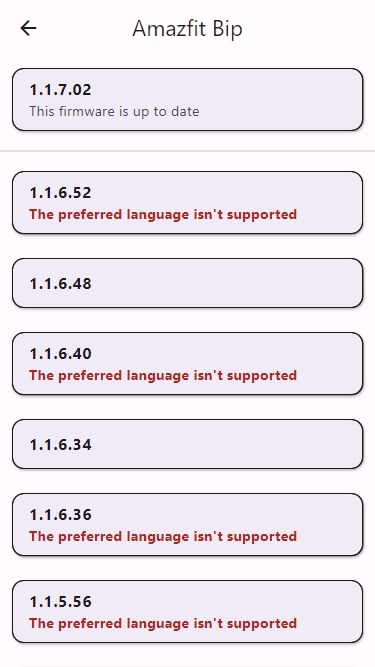 Amazfit Bip
1.1.7.02
This firmware is up to date
1.1.6.52
The preferred language isn't supported
1.1.6.48
1.1.6.40
The preferred language isn't supported
1.1.6.34
1.1.6.36
The preferred language isn't supported
1.1.5.56
The preferred language isn't supported